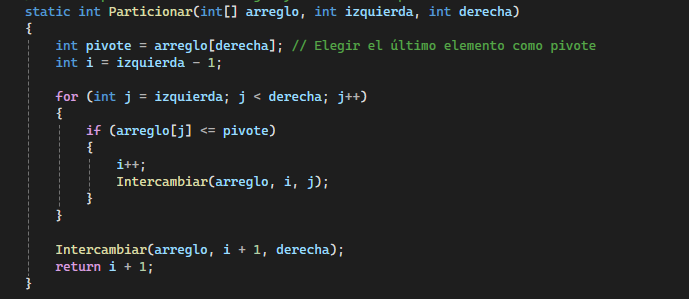 static int Particionar(int[] arreglo, int izquierda, int derecha)
{
int pivote = arreglo[derecha]; // Elegir el último elemento como pivote
int i = izquierda - 1;
for (int j = izquierda; j < derecha; j++)
{
if (arreglo[j] <= pivote)
{
i++;
Intercambiar(arreglo, i, j);
}
}
Intercambiar(arreglo, i + 1, derecha);
return i + 1;
}